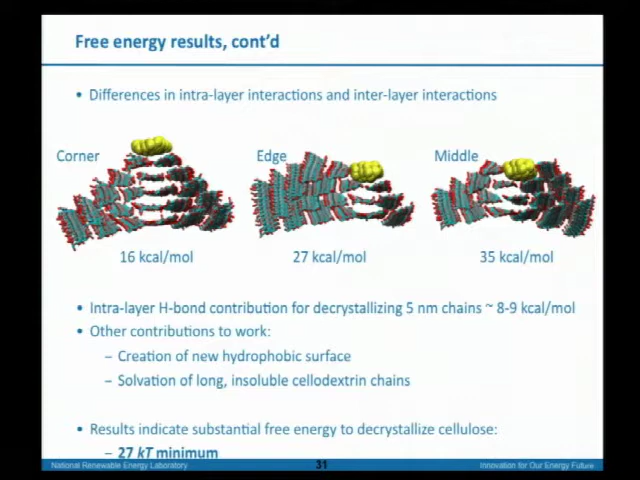 Free energy results, cont'd
• Differences in intra-layer interactions and inter-layer interactions
Corner
Edge
Middle
16 kcal/mol
27 kcal/mol
35 kcal/mol
• Intra-layer H-bond contribution for decrystallizing 5 nm chains ~ 8-9 kcal/mol
• Other contributions to work:
– Creation of new hydrophobic surface
– Solvation of long, insoluble cellodextrin chains
• Results indicate substantial free energy to decrystallize cellulose:
– 27 kT minimum
National Renewable Energy Laboratory
31
Innovation for Our Energy Future